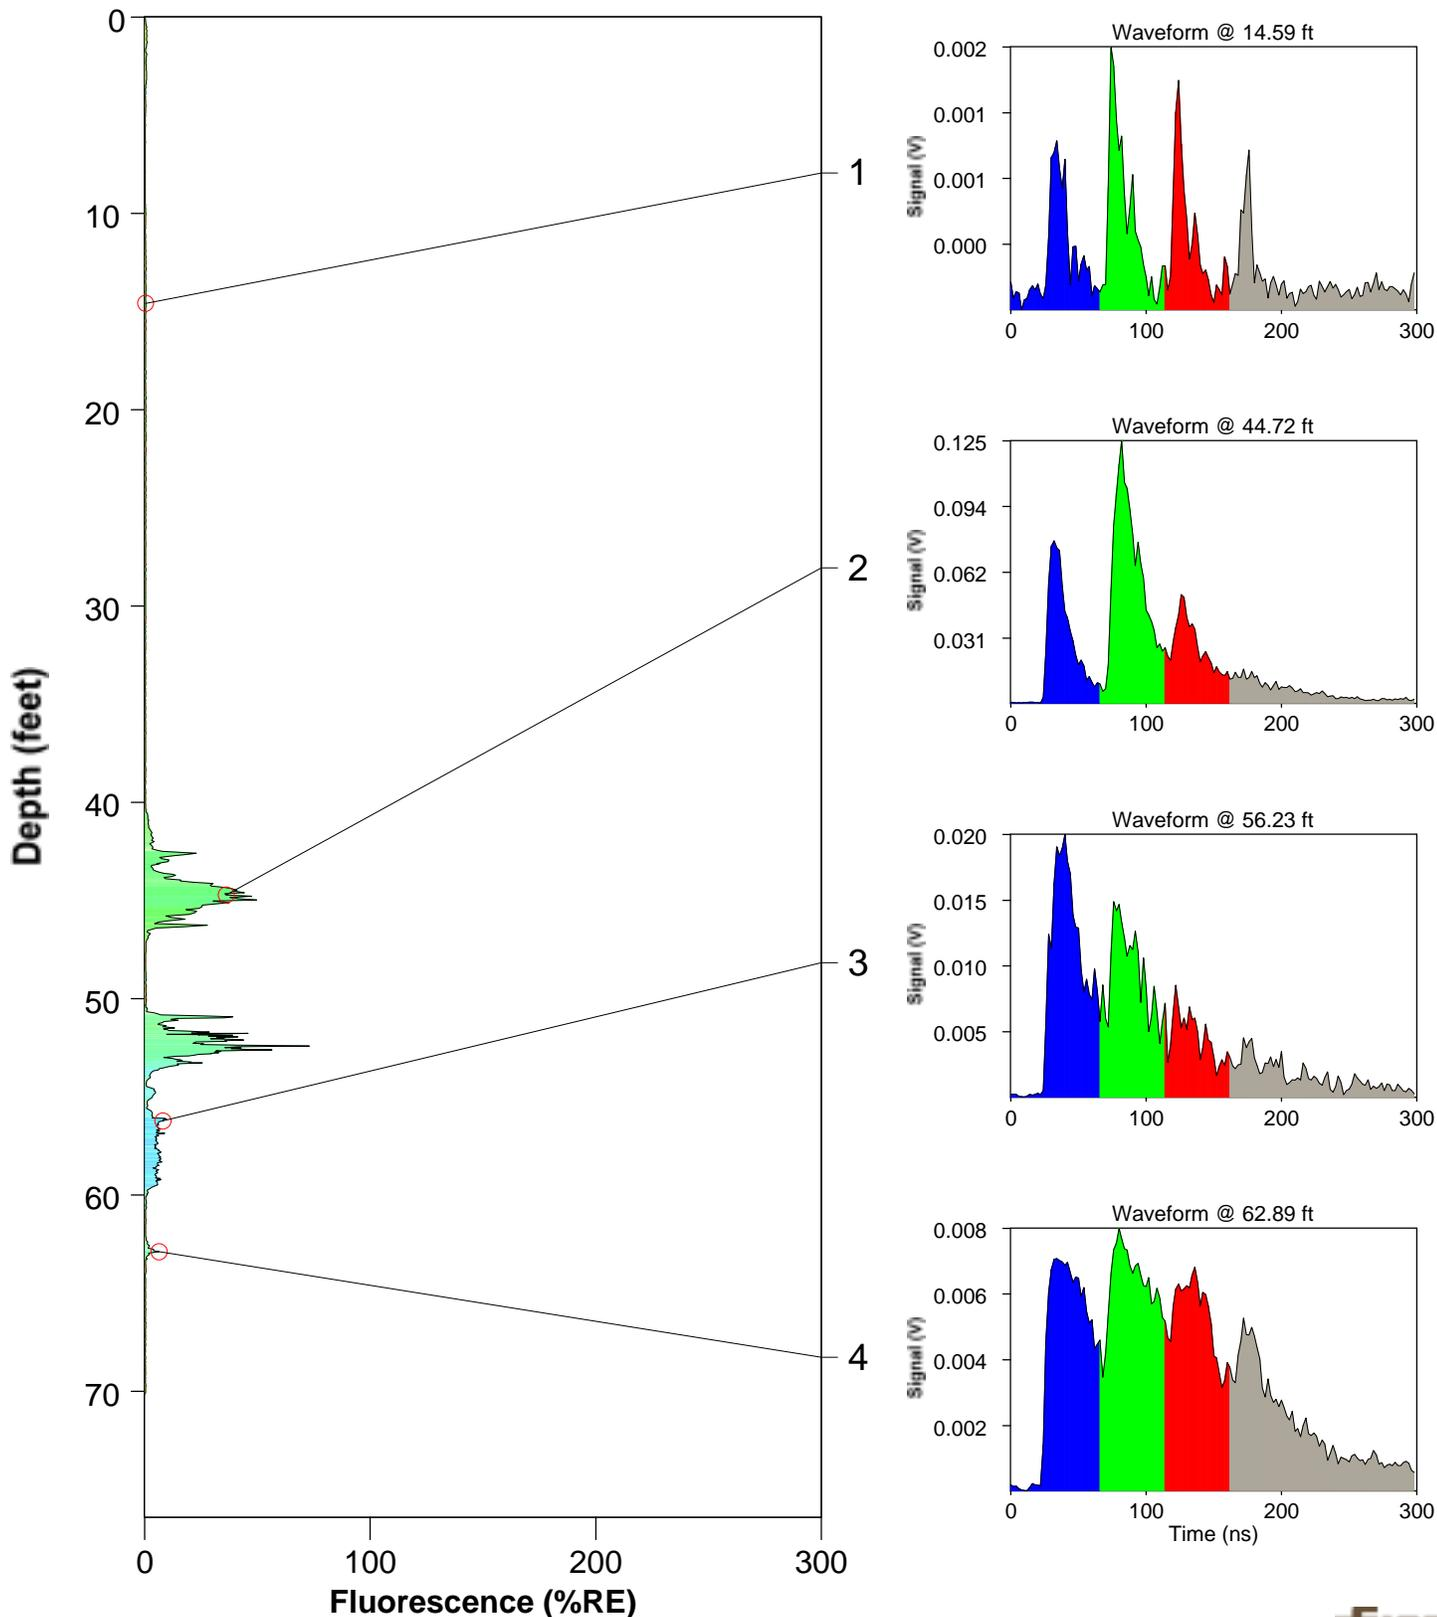 0
10
20
30
40
50
60
70
Depth (feet)
0 100 200 300
Fluorescence (%RE)
1
2
3
4
Waveform @ 14.59 ft
0.002
0.001
0.001
0.000
Signal (V)
0 100 200 300
Waveform @ 44.72 ft
0.125
0.094
0.062
0.031
Signal (V)
0 100 200 300
Waveform @ 56.23 ft
0.020
0.015
0.010
0.005
Signal (V)
0 100 200 300
Waveform @ 62.89 ft
0.008
0.006
0.004
0.002
Signal (V)
0 100 200 300
Time (ns)